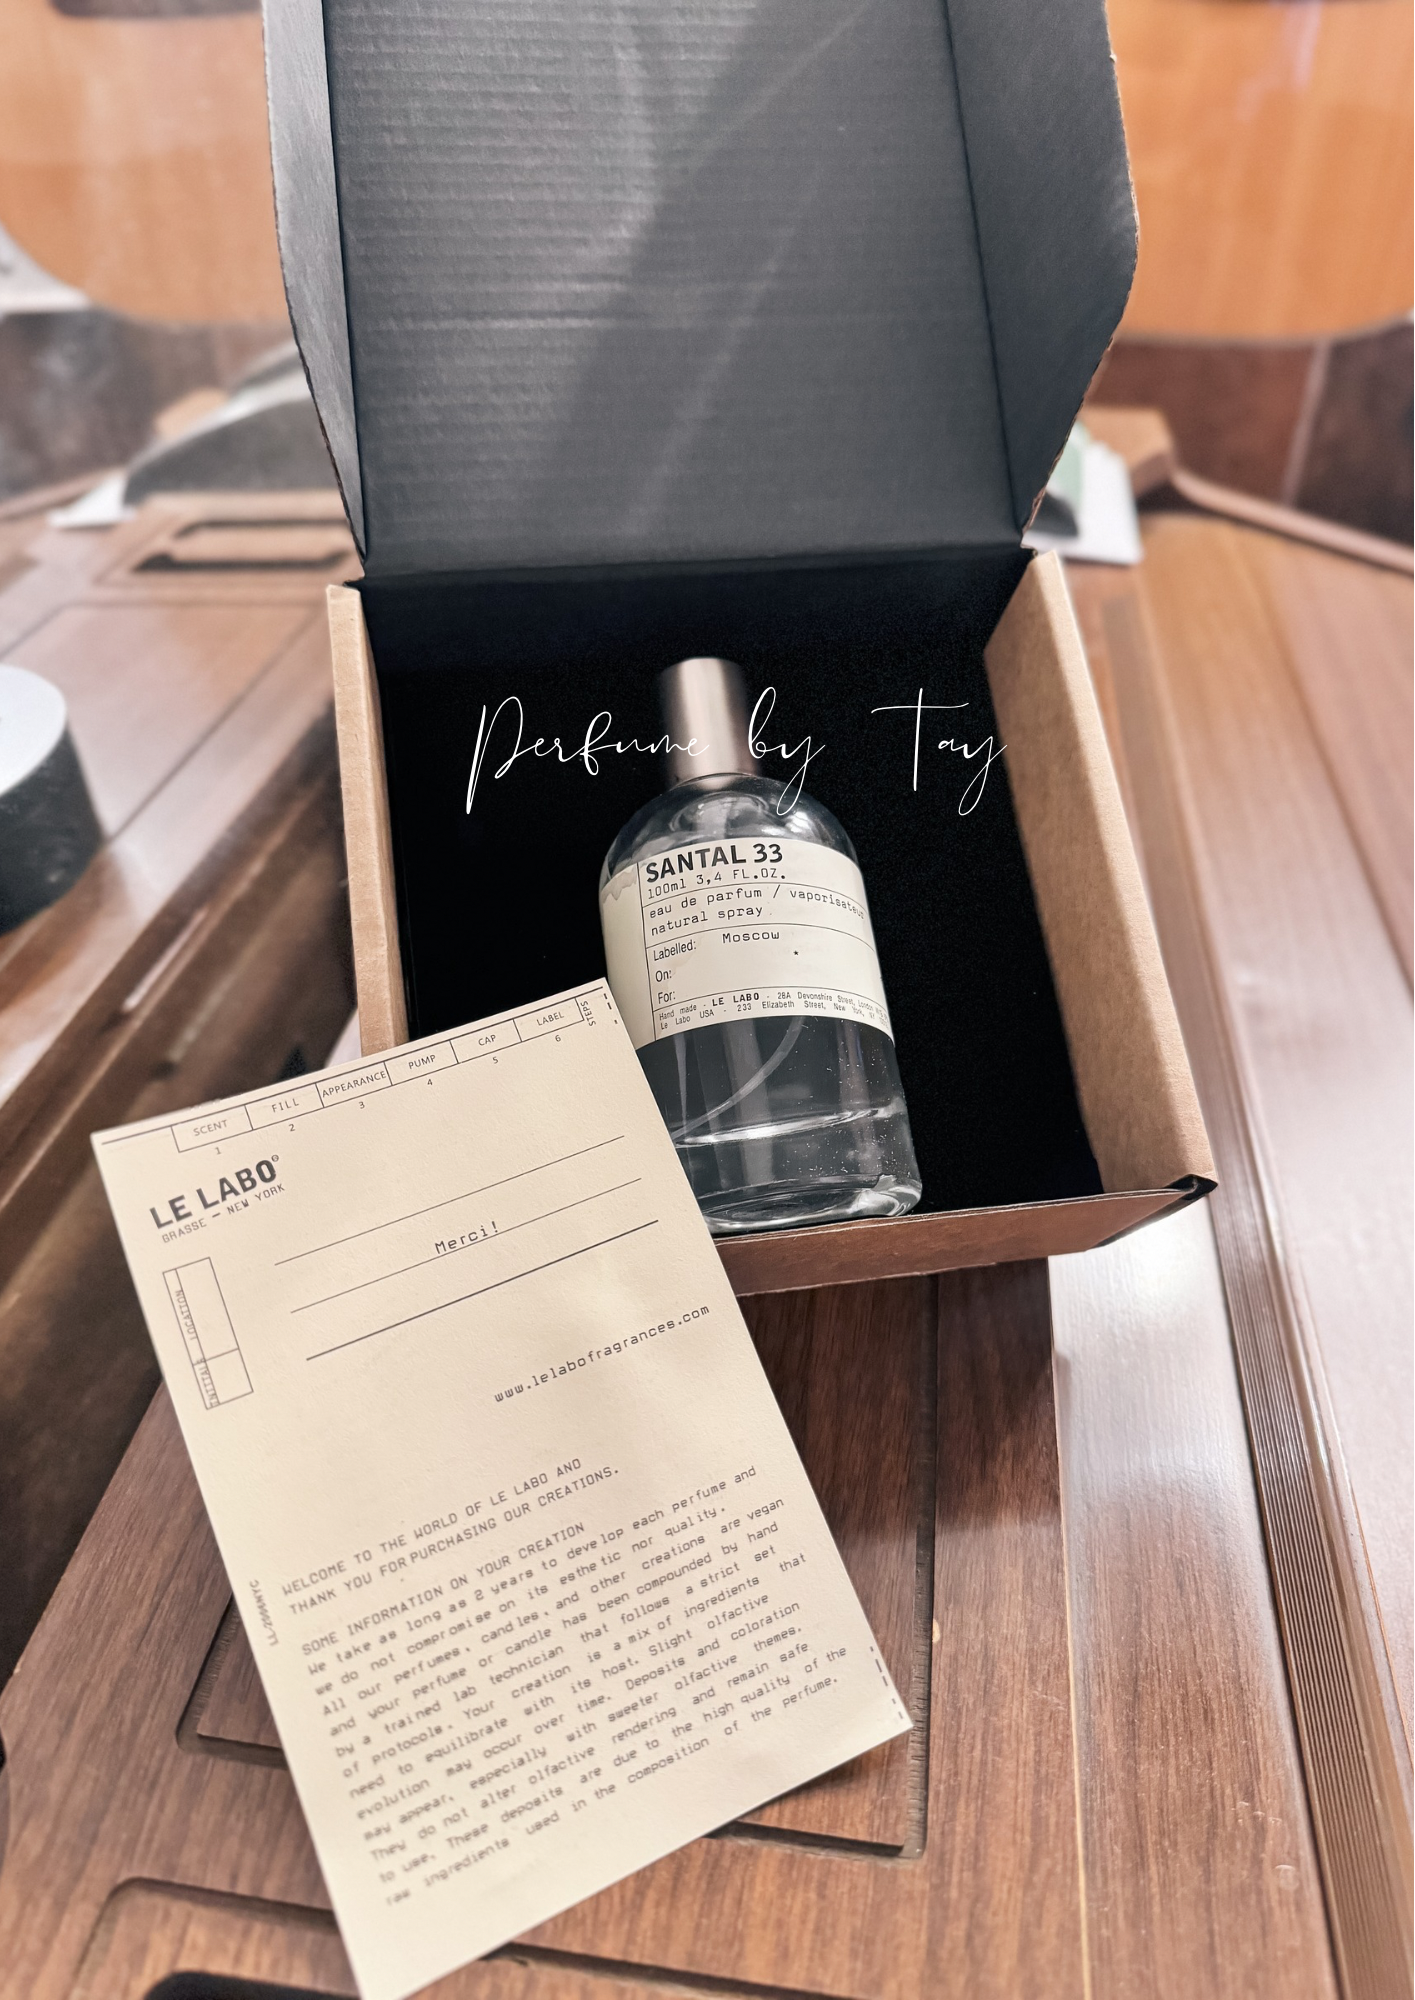 Perfume by Tay
SANTAL 33
100ml 3,4 FL.OZ.
eau de parfum / vaporisateur
natural spray
Labelled: Moscow
On:
For:
Hand made - LE LABO - 28A Devonshire Street, London
Le Labo USA - 233 Elizabeth Street, New York, NY
SCENT FILL APPEARANCE PUMP CAP LABEL STEPS
1 2 3 4 5 6
LE LABO
GRASSE — NEW YORK
Merci!
LOCATION
INITIALS
www.lelabofragrances.com
WELCOME TO THE WORLD OF LE LABO AND
THANK YOU FOR PURCHASING OUR CREATIONS.
SOME INFORMATION ON YOUR CREATION
We take as long as 2 years to develop each perfume and
we do not compromise on its esthetic nor quality.
All our perfumes, candles, and other creations are vegan
and your perfume or candle has been compounded by hand
by a trained lab technician that follows a strict set
of protocols. Your creation is a mix of ingredients that
need to equilibrate with its host. Slight olfactive
evolution may occur over time. Deposits and coloration
may appear, especially with sweeter olfactive themes.
They do not alter olfactive rendering and remain safe
to use. These deposits are due to the high quality of the
raw ingredients used in the composition of the perfume.